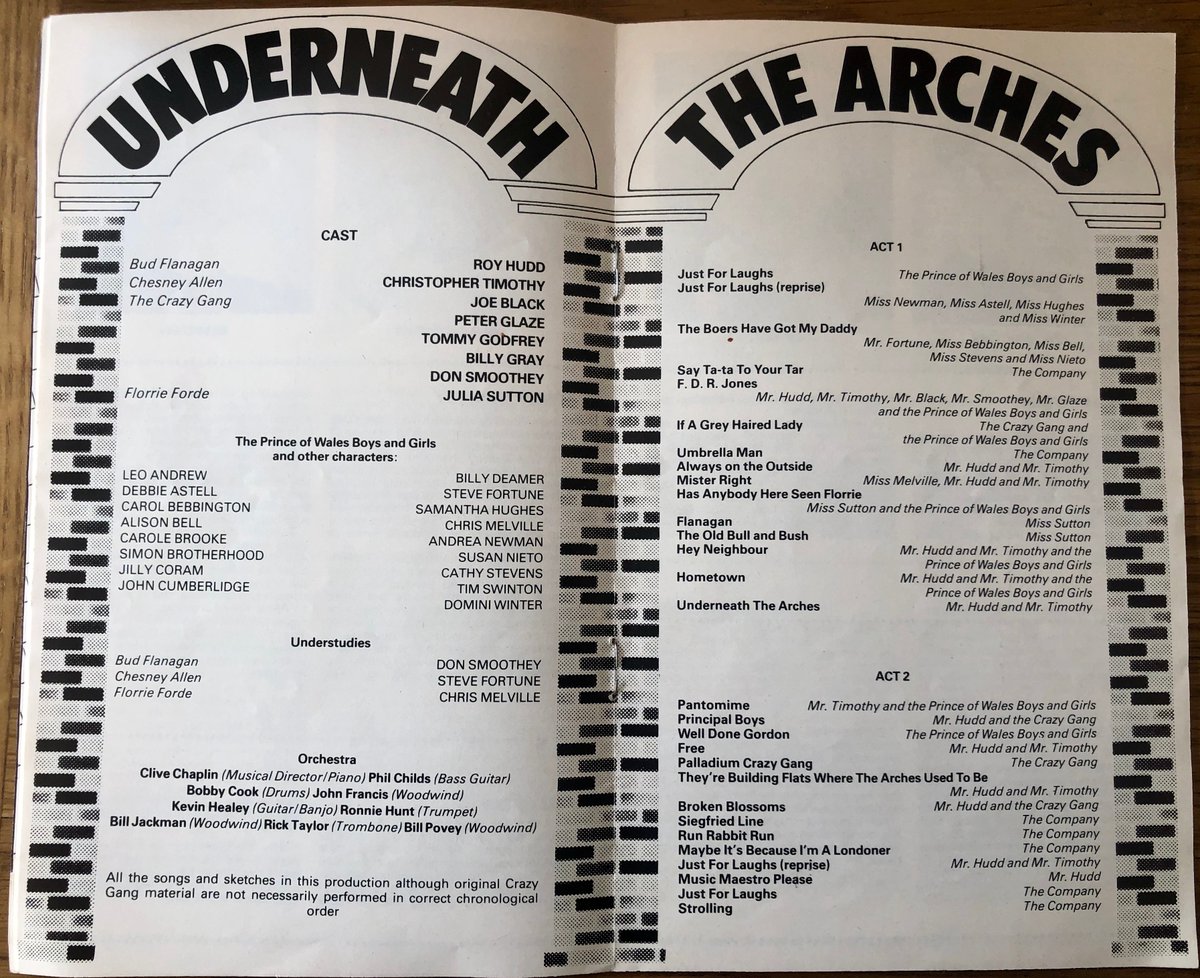 UNDERNEATH
CAST
Bud Flanagan ROY HUDD
Chesney Allen CHRISTOPHER TIMOTHY
The Crazy Gang JOE BLACK
PETER GLAZE
TOMMY GODFREY
BILLY GRAY
DON SMOOTHEY
Florrie Forde JULIA SUTTON
The Prince of Wales Boys and Girls
and other characters:
LEO ANDREW BILLY DEAMER
DEBBIE ASTELL STEVE FORTUNE
CAROL BEBBINGTON SAMANTHA HUGHES
ALISON BELL CHRIS MELVILLE
CAROLE BROOKE ANDREA NEWMAN
SIMON BROTHERHOOD SUSAN NIETO
JILLY CORAM CATHY STEVENS
JOHN CUMBERLIDGE TIM SWINTON
DOMINI WINTER
Understudies
Bud Flanagan DON SMOOTHEY
Chesney Allen STEVE FORTUNE
Florrie Forde CHRIS MELVILLE
Orchestra
Clive Chaplin (Musical Director/Piano) Phil Childs (Bass Guitar)
Bobby Cook (Drums) John Francis (Woodwind)
Kevin Healey (Guitar/Banjo) Ronnie Hunt (Trumpet)
Bill Jackman (Woodwind) Rick Taylor (Trombone) Bill Povey (Woodwind)
All the songs and sketches in this production although original Crazy
Gang material are not necessarily performed in correct chronological
order
THE ARCHES
ACT 1
Just For Laughs The Prince of Wales Boys and Girls
Just For Laughs (reprise)
Miss Newman, Miss Astell, Miss Hughes
and Miss Winter
The Boers Have Got My Daddy
Mr. Fortune, Miss Bebbington, Miss Bell,
Miss Stevens and Miss Nieto
Say Ta-ta To Your Tar The Company
F. D. R. Jones
Mr. Hudd, Mr. Timothy, Mr. Black, Mr. Smoothey, Mr. Glaze
and the Prince of Wales Boys and Girls
If A Grey Haired Lady The Crazy Gang and
the Prince of Wales Boys and Girls
Umbrella Man The Company
Always on the Outside Mr. Hudd and Mr. Timothy
Mister Right Miss Melville, Mr. Hudd and Mr. Timothy
Has Anybody Here Seen Florrie
Miss Sutton and the Prince of Wales Boys and Girls
Flanagan Miss Sutton
The Old Bull and Bush Miss Sutton
Hey Neighbour Mr. Hudd and Mr. Timothy and the
Prince of Wales Boys and Girls
Hometown Mr. Hudd and Mr. Timothy and the
Prince of Wales Boys and Girls
Underneath The Arches Mr. Hudd and Mr. Timothy
ACT 2
Pantomime Mr. Timothy and the Prince of Wales Boys and Girls
Principal Boys Mr. Hudd and the Crazy Gang
Well Done Gordon The Prince of Wales Boys and Girls
Free Mr. Hudd and Mr. Timothy
Palladium Crazy Gang The Crazy Gang
They're Building Flats Where The Arches Used To Be
Mr. Hudd and Mr. Timothy
Broken Blossoms Mr. Hudd and the Crazy Gang
Siegfried Line The Company
Run Rabbit Run The Company
Maybe It's Because I'm A Londoner The Company
Just For Laughs (reprise) Mr. Hudd and Mr. Timothy
Music Maestro Please Mr. Hudd
Just For Laughs The Company
Strolling The Company